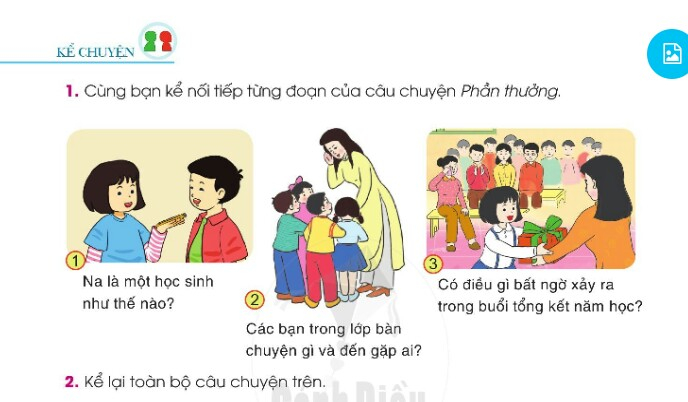 KỂ CHUYỆN
1. Cùng bạn kể nối tiếp từng đoạn của câu chuyện Phần thưởng.
1
Na là một học sinh
như thế nào?
2
Các bạn trong lớp bàn
chuyện gì và đến gặp ai?
3
Có điều gì bất ngờ xảy ra
trong buổi tổng kết năm học?
2. Kể lại toàn bộ câu chuyện trên.
Cánh Diều